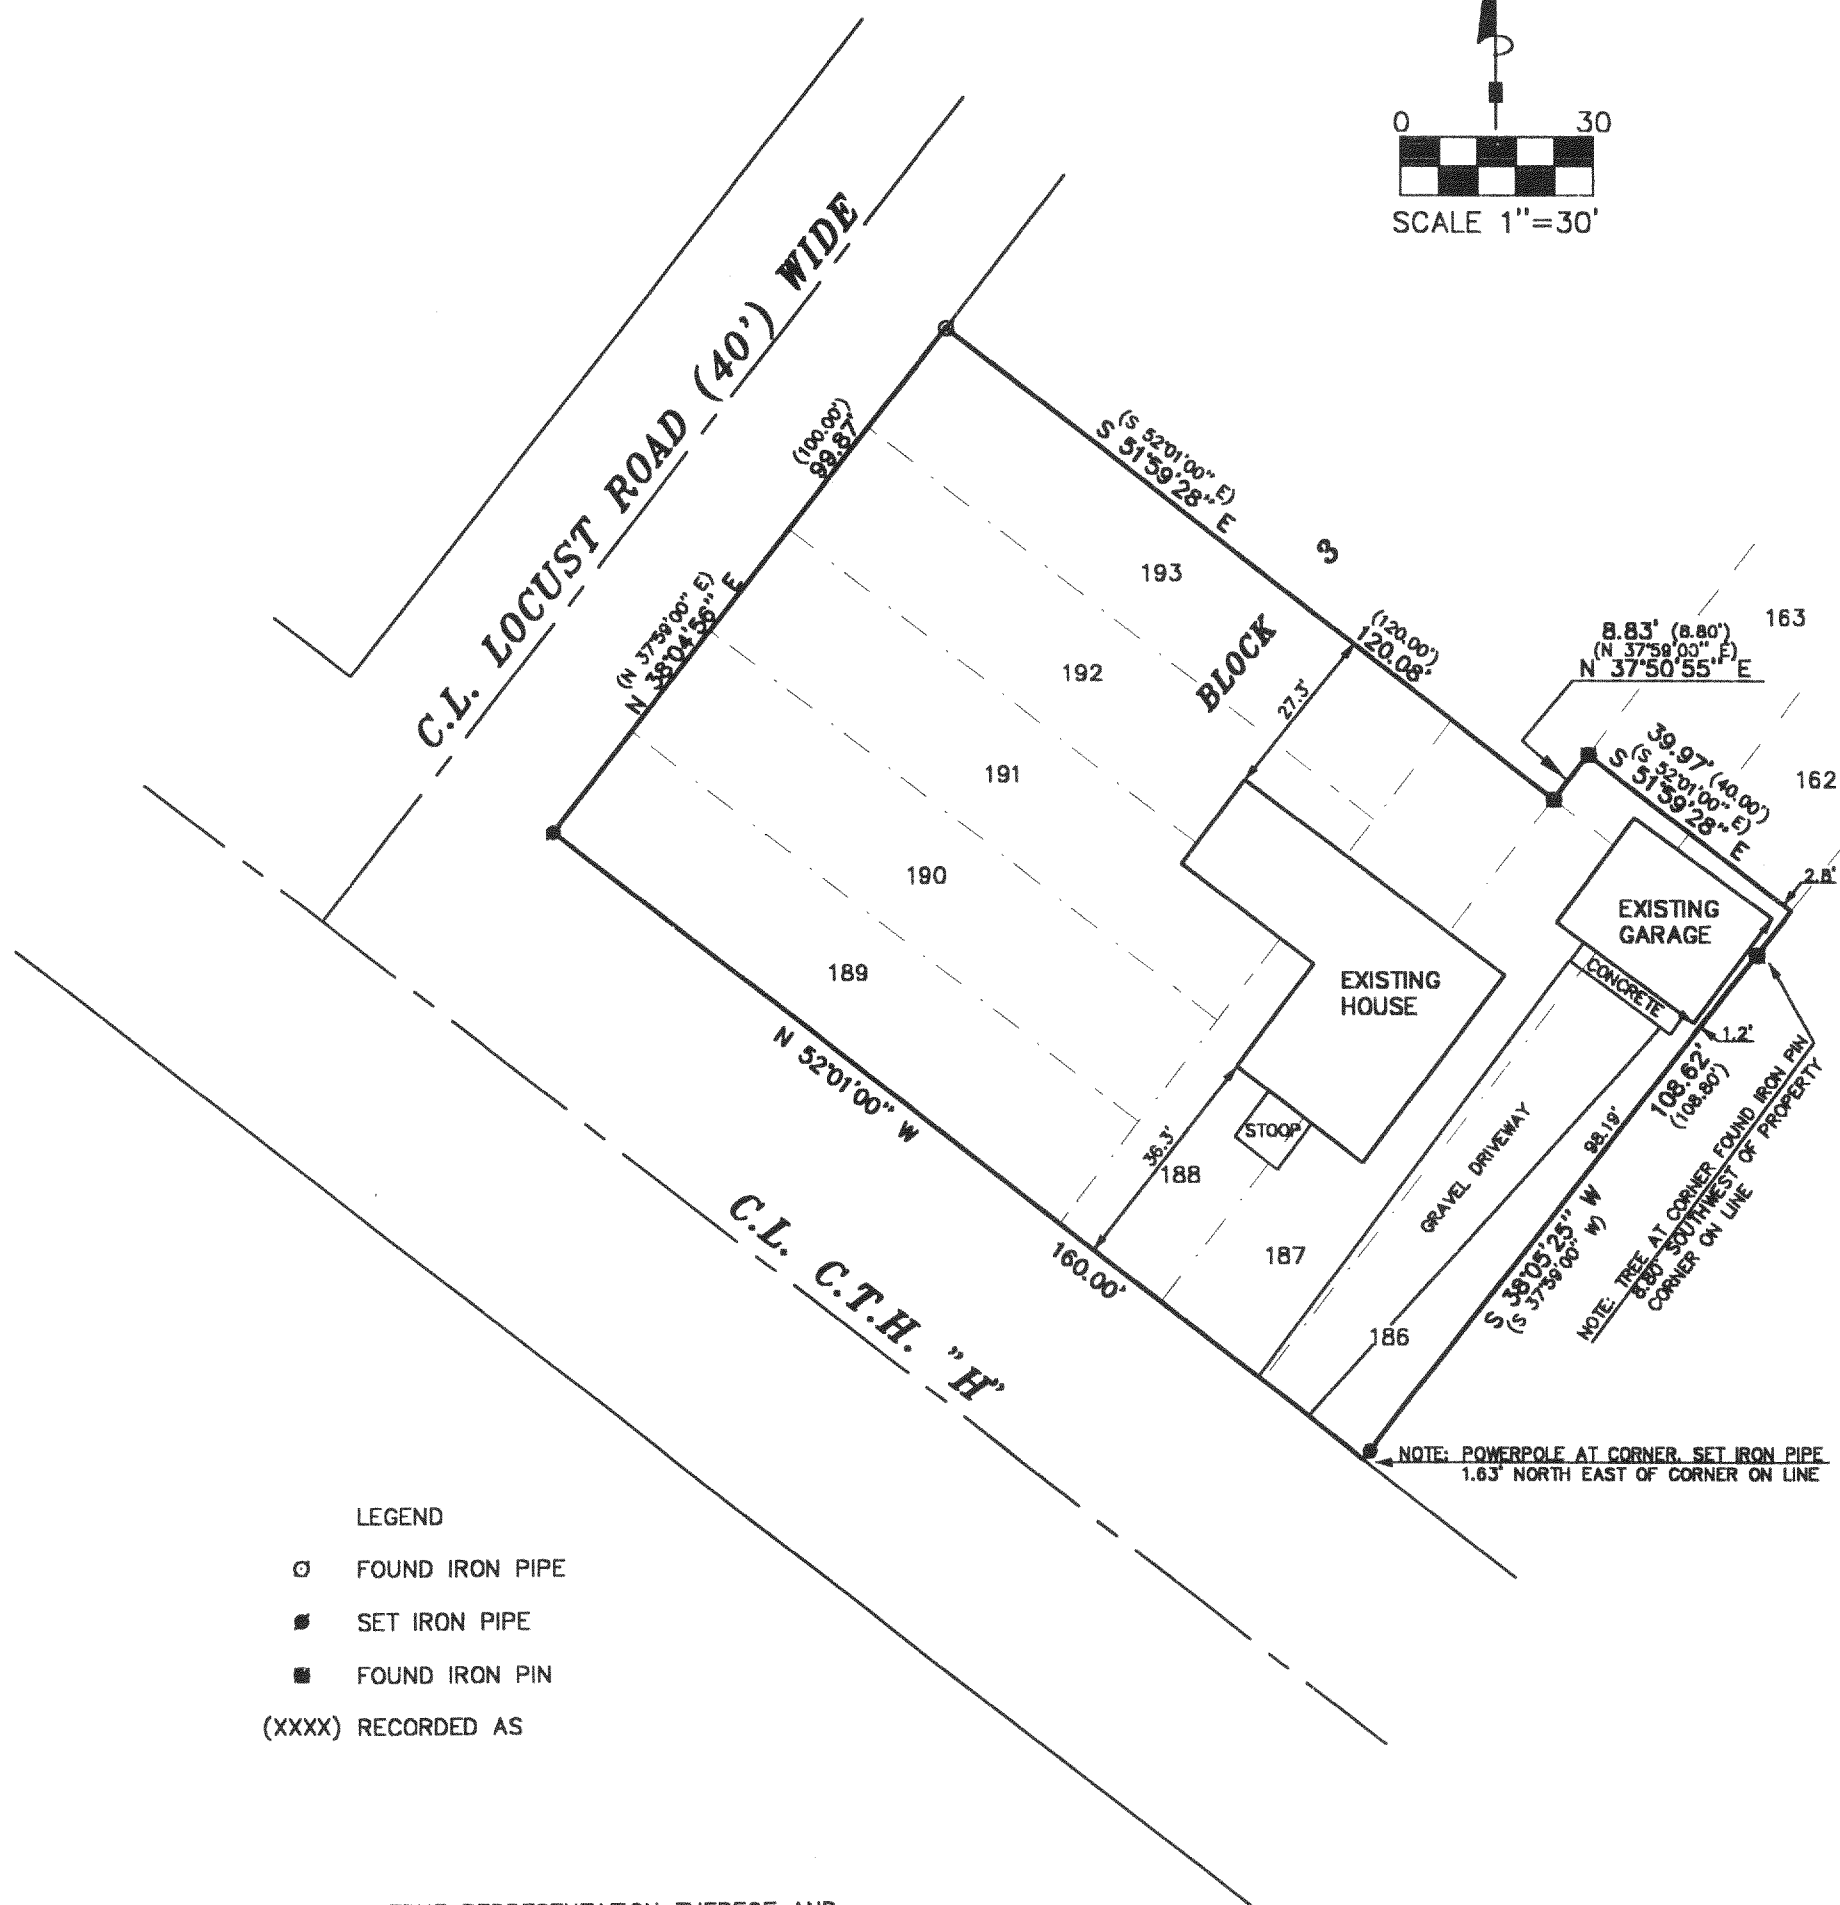 0 30
SCALE 1"=30'
C.L. LOCUST ROAD (40') WIDE
(100.00')
99.87'
(N 37°59'00" E)
N 38°04'56" E
(S 52°01'00" E)
S 51°59'28" E
3
BLOCK
(120.00')
120.08'
193
192
191
190
189
27.3'
163
8.83' (8.80')
(N 37°59'00" E)
N 37°50'55" E
39.97' (40.00')
(S 52°01'00" E)
S 51°59'28" E
162
2.8'
EXISTING
GARAGE
CONCRETE
EXISTING
HOUSE
1.2'
STOOP
36.3'
188
187
186
GRAVEL DRIVEWAY
98.19'
108.62'
(108.80')
S 38°05'25" W
(S 37°59'00" W)
NOTE: TREE AT CORNER FOUND IRON PIN
8.80' SOUTHWEST OF PROPERTY
CORNER ON LINE
N 52°01'00" W
160.00'
C.L. C.T.H. "H"
NOTE: POWERPOLE AT CORNER. SET IRON PIPE
1.63' NORTH EAST OF CORNER ON LINE
LEGEND
FOUND IRON PIPE
SET IRON PIPE
FOUND IRON PIN
(XXXX) RECORDED AS